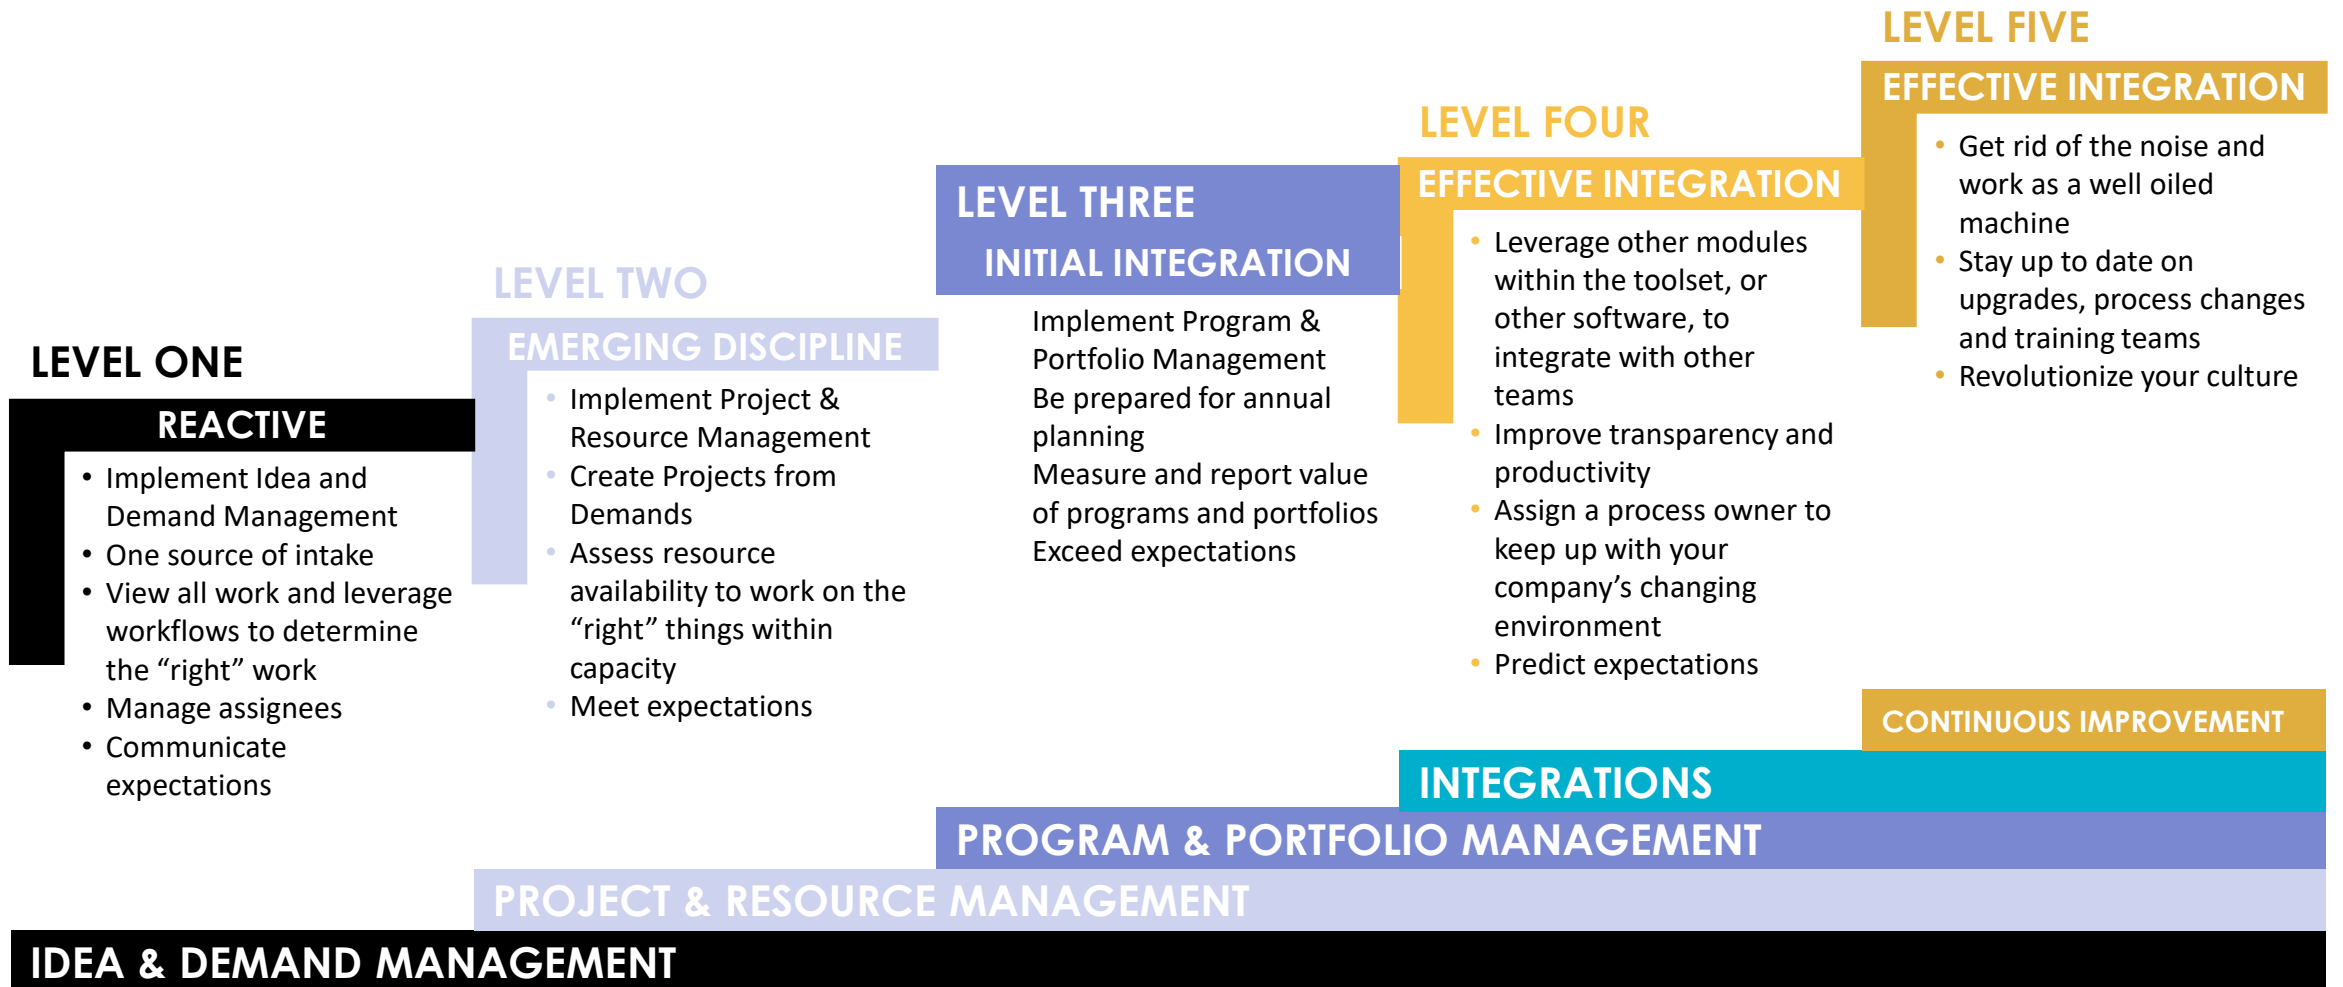 LEVEL ONE
REACTIVE
• Implement Idea and
Demand Management
• One source of intake
• View all work and leverage
workflows to determine
the “right” work
• Manage assignees
• Communicate
expectations
LEVEL TWO
EMERGING DISCIPLINE
• Implement Project &
Resource Management
• Create Projects from
Demands
• Assess resource
availability to work on the
“right” things within
capacity
• Meet expectations
LEVEL THREE
INITIAL INTEGRATION
Implement Program &
Portfolio Management
Be prepared for annual
planning
Measure and report value
of programs and portfolios
Exceed expectations
LEVEL FOUR
EFFECTIVE INTEGRATION
• Leverage other modules
within the toolset, or
other software, to
integrate with other
teams
• Improve transparency and
productivity
• Assign a process owner to
keep up with your
company’s changing
environment
• Predict expectations
LEVEL FIVE
EFFECTIVE INTEGRATION
• Get rid of the noise and
work as a well oiled
machine
• Stay up to date on
upgrades, process changes
and training teams
• Revolutionize your culture
CONTINUOUS IMPROVEMENT
INTEGRATIONS
PROGRAM & PORTFOLIO MANAGEMENT
PROJECT & RESOURCE MANAGEMENT
IDEA & DEMAND MANAGEMENT